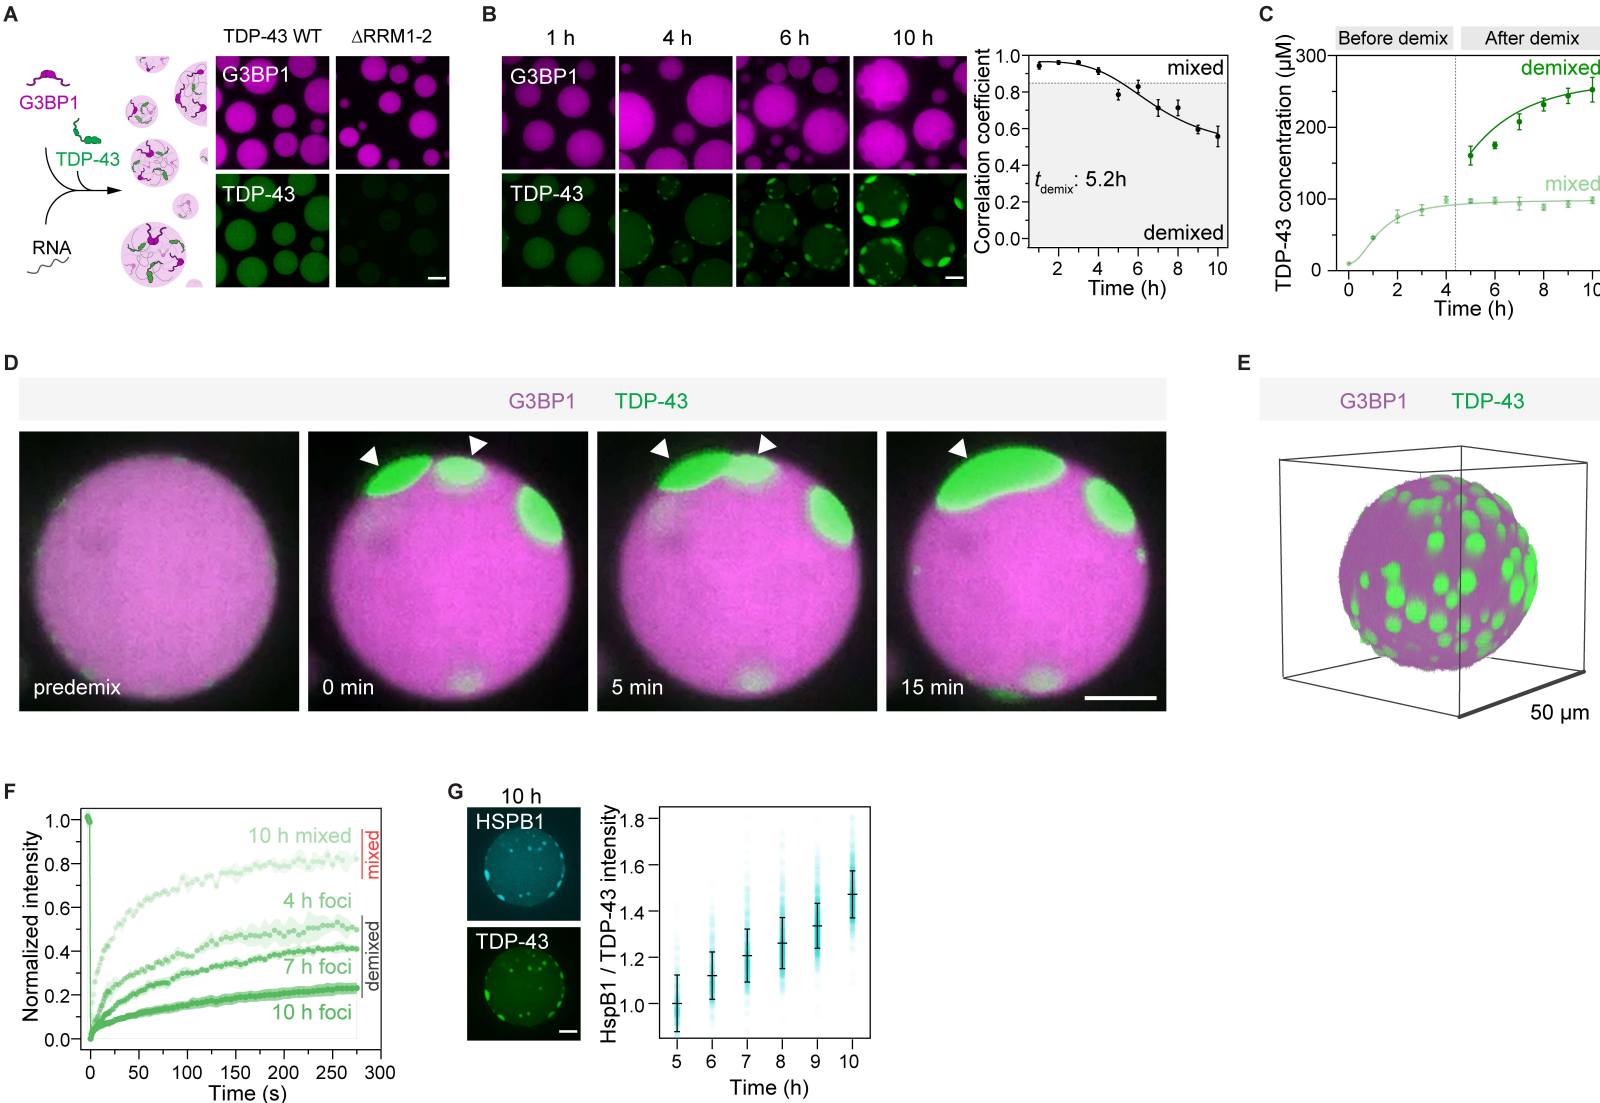 A
TDP-43 WT
ΔRRM1-2
G3BP1
TDP-43
RNA
G3BP1
TDP-43
B
1 h
4 h
6 h
10 h
G3BP1
TDP-43
Correlation coefficient
1.0
0.8
0.6
0.4
0.2
0.0
mixed
tdemix: 5.2h
demixed
2
4
6
8
10
Time (h)
C
Before demix
After demix
TDP-43 concentration (µM)
300
200
100
0
demixed
mixed
0
2
4
6
8
10
Time (h)
D
G3BP1
TDP-43
predemix
0 min
5 min
15 min
E
G3BP1
TDP-43
50 µm
F
Normalized intensity
1.0
0.8
0.6
0.4
0.2
0.0
10 h mixed
4 h foci
7 h foci
10 h foci
mixed
demixed
0
50
100
150
200
250
300
Time (s)
G
10 h
HSPB1
TDP-43
HspB1 / TDP-43 intensity
1.8
1.6
1.4
1.2
1.0
5
6
7
8
9
10
Time (h)